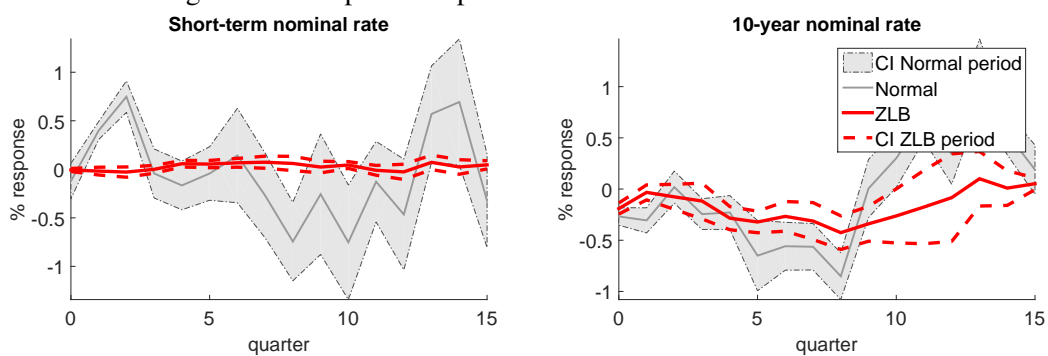 Short-term nominal rate
% response
1
0.5
0
-0.5
-1
0 5 10 15
quarter
10-year nominal rate
% response
1
0.5
0
-0.5
-1
0 5 10 15
quarter
CI Normal period
Normal
ZLB
CI ZLB period